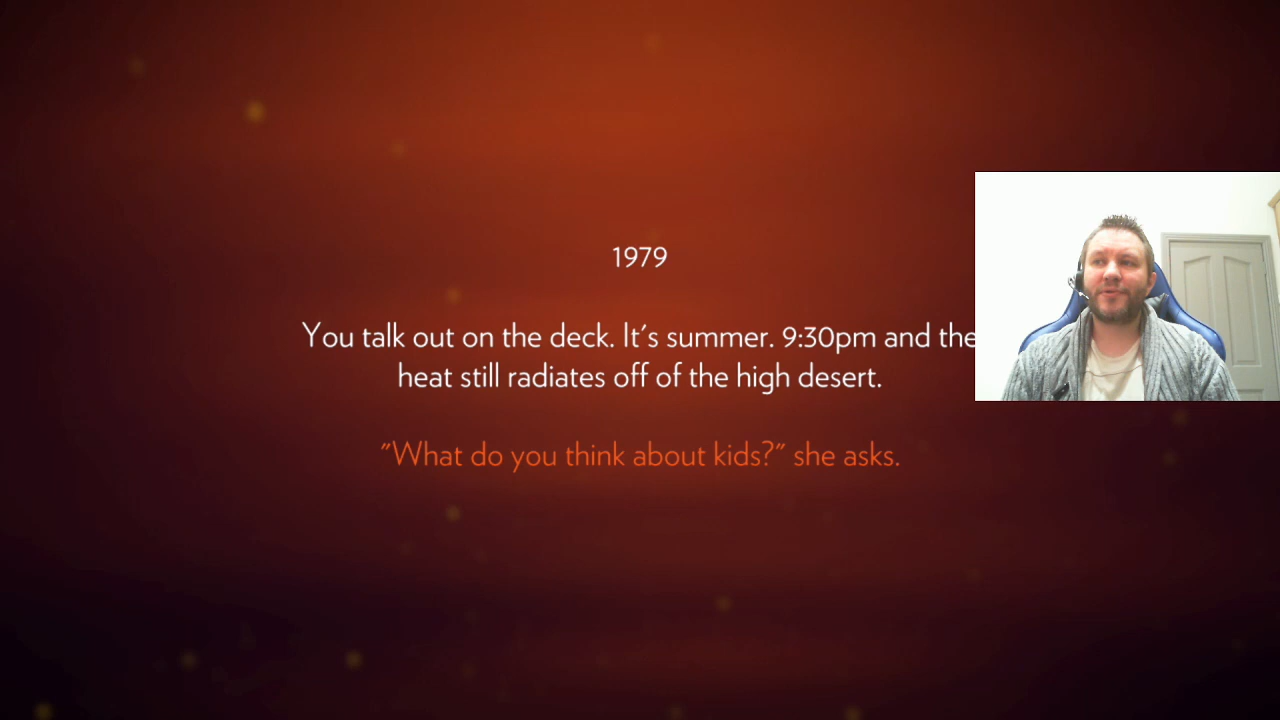 1979
You talk out on the deck. It's summer. 9:30pm and the
heat still radiates off of the high desert.
"What do you think about kids?" she asks.